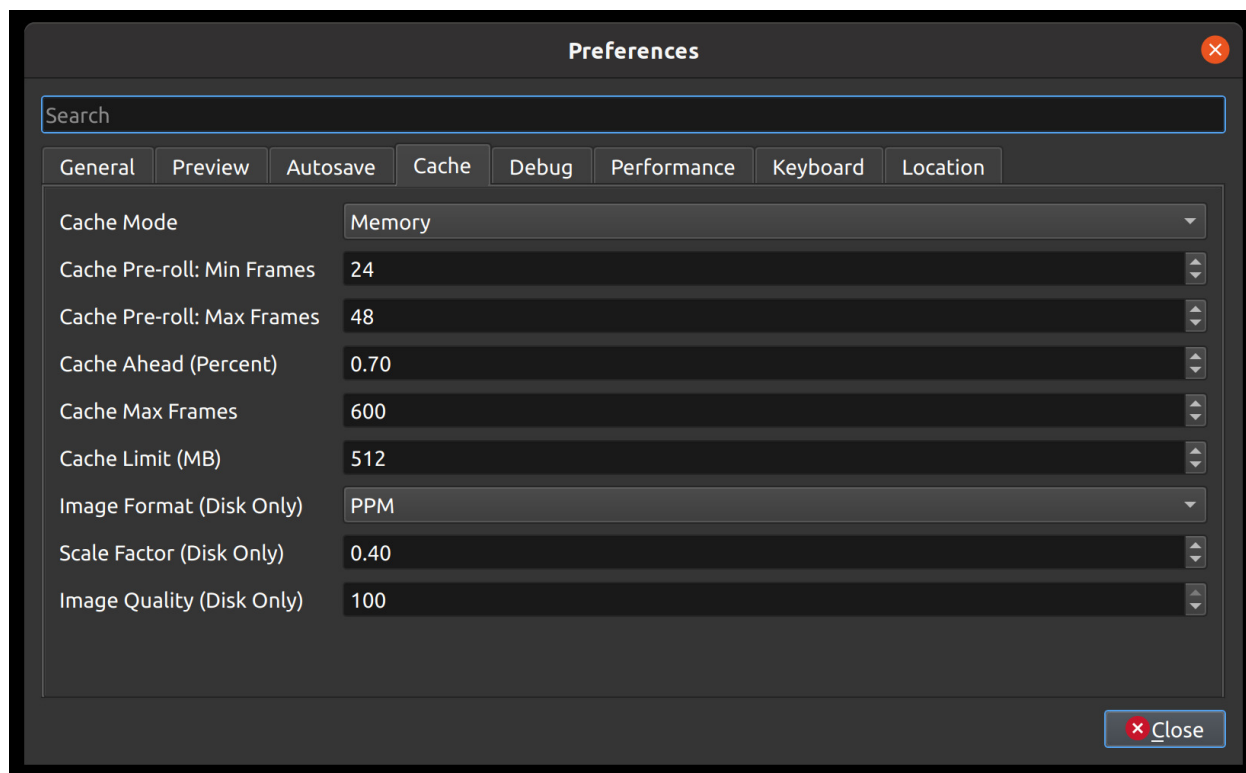 Preferences
Search
General Preview Autosave Cache Debug Performance Keyboard Location
Cache Mode Memory
Cache Pre-roll: Min Frames 24
Cache Pre-roll: Max Frames 48
Cache Ahead (Percent) 0.70
Cache Max Frames 600
Cache Limit (MB) 512
Image Format (Disk Only) PPM
Scale Factor (Disk Only) 0.40
Image Quality (Disk Only) 100
Close